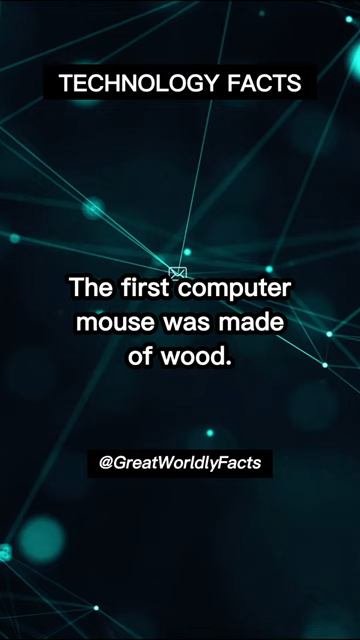 TECHNOLOGY FACTS
The first computer
mouse was made
of wood.
@GreatWorldlyFacts